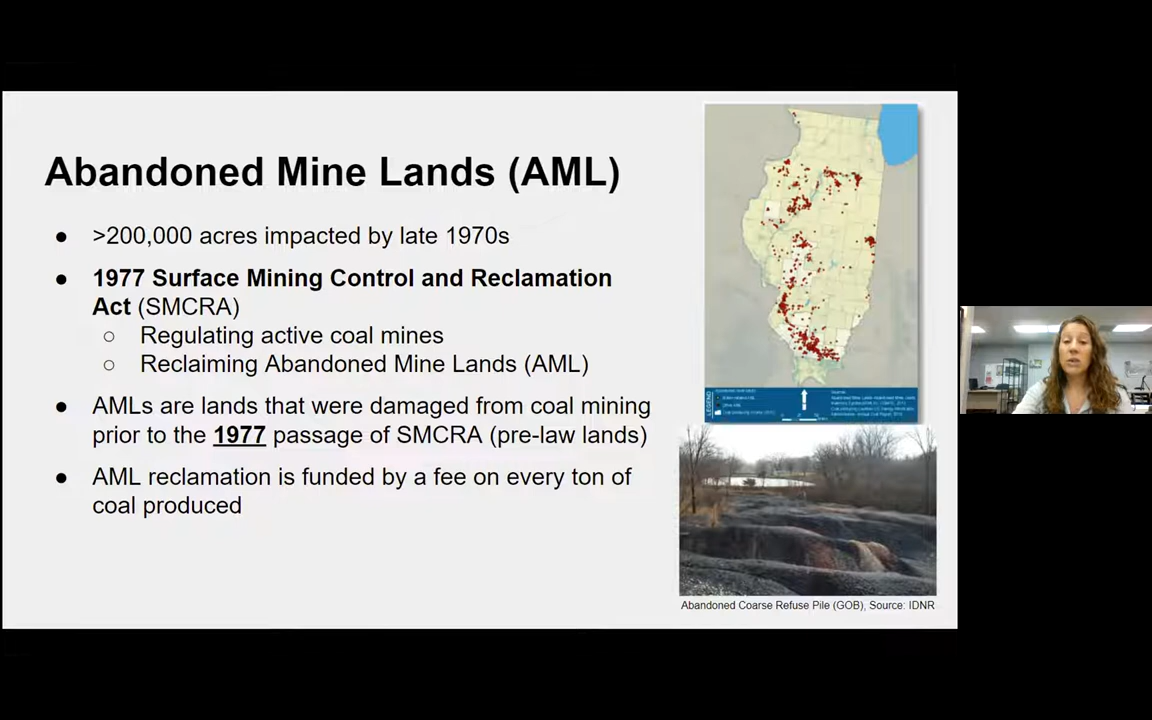 Abandoned Mine Lands (AML)
● >200,000 acres impacted by late 1970s
● 1977 Surface Mining Control and Reclamation
Act (SMCRA)
○ Regulating active coal mines
○ Reclaiming Abandoned Mine Lands (AML)
● AMLs are lands that were damaged from coal mining
prior to the 1977 passage of SMCRA (pre-law lands)
● AML reclamation is funded by a fee on every ton of
coal produced
LEGEND
Abandoned Coarse Refuse Pile (GOB), Source: IDNR